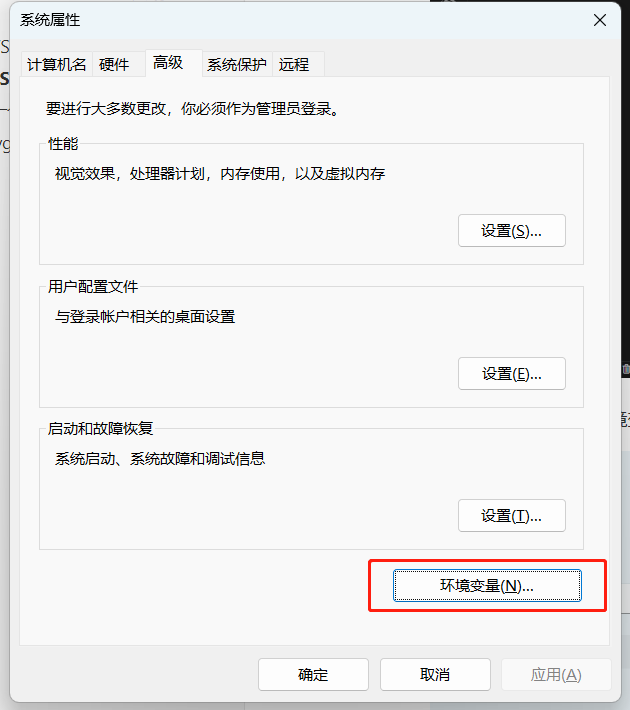 系统属性
计算机名 硬件 高级 系统保护 远程
要进行大多数更改，你必须作为管理员登录。
性能
视觉效果，处理器计划，内存使用，以及虚拟内存
设置(S)...
用户配置文件
与登录帐户相关的桌面设置
设置(E)...
启动和故障恢复
系统启动、系统故障和调试信息
设置(T)...
环境变量(N)...
确定 取消 应用(A)